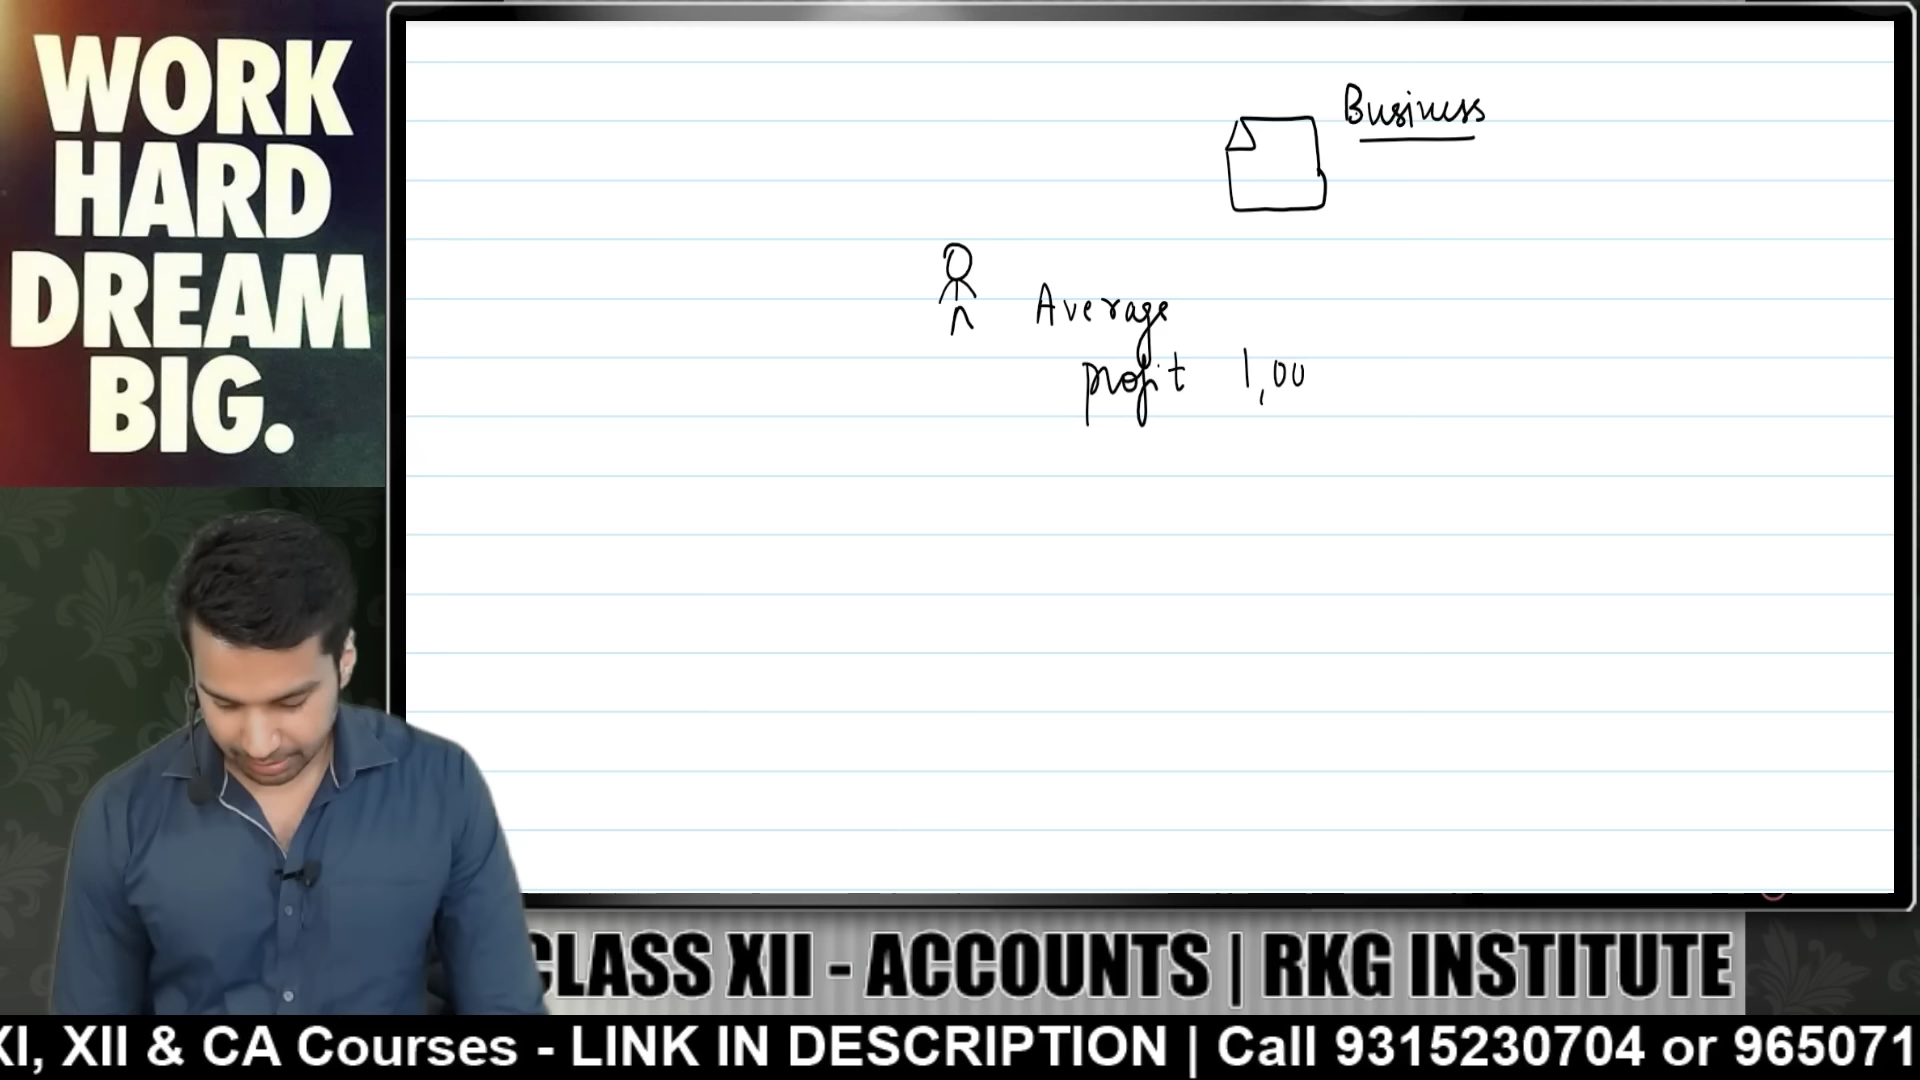 WORK
HARD
DREAM
BIG.
Business
Average
profit 1,00
CLASS XII - ACCOUNTS | RKG INSTITUTE
XI, XII & CA Courses - LINK IN DESCRIPTION | Call 9315230704 or 965071